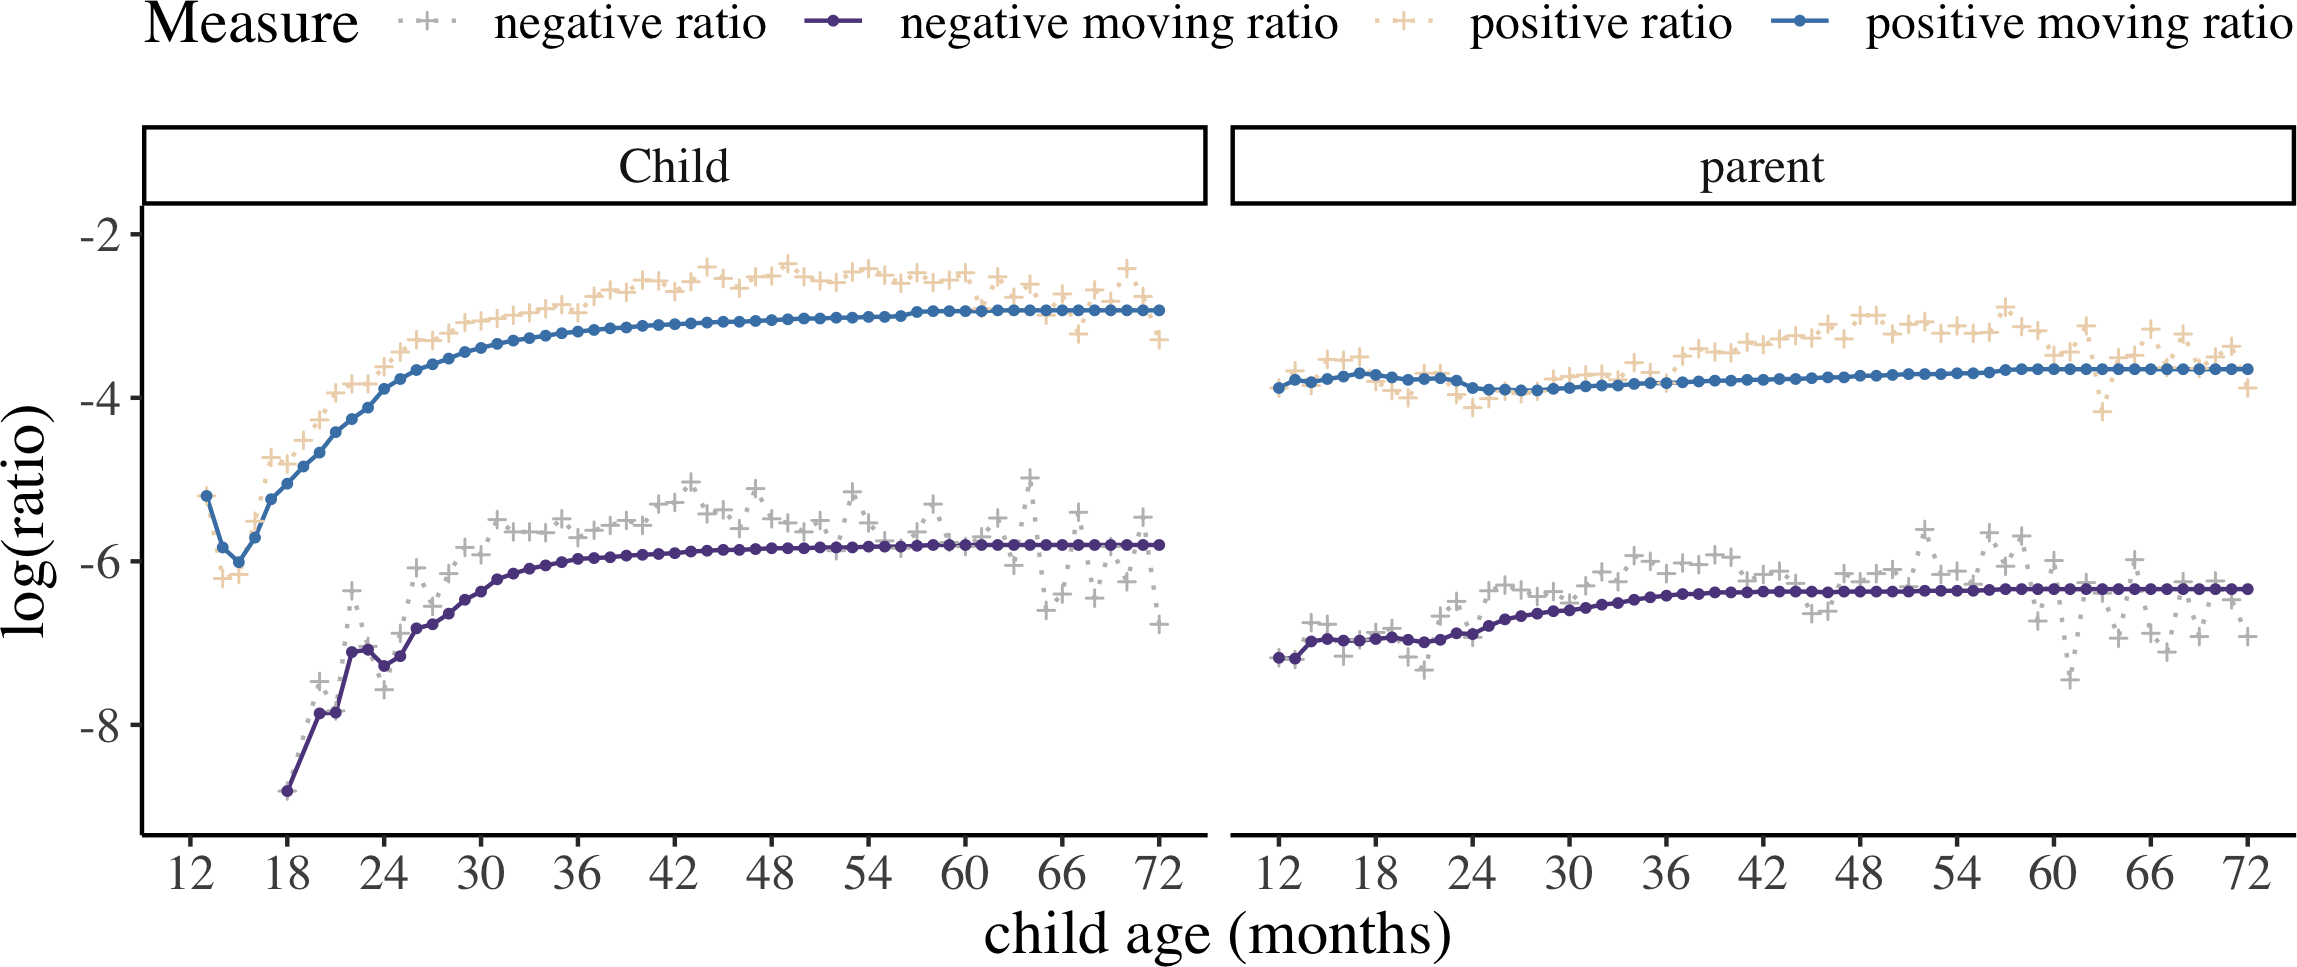 Measure negative ratio negative moving ratio positive ratio positive moving ratio
Child parent
log(ratio)
-2
-4
-6
-8
12 18 24 30 36 42 48 54 60 66 72 12 18 24 30 36 42 48 54 60 66 72
child age (months)